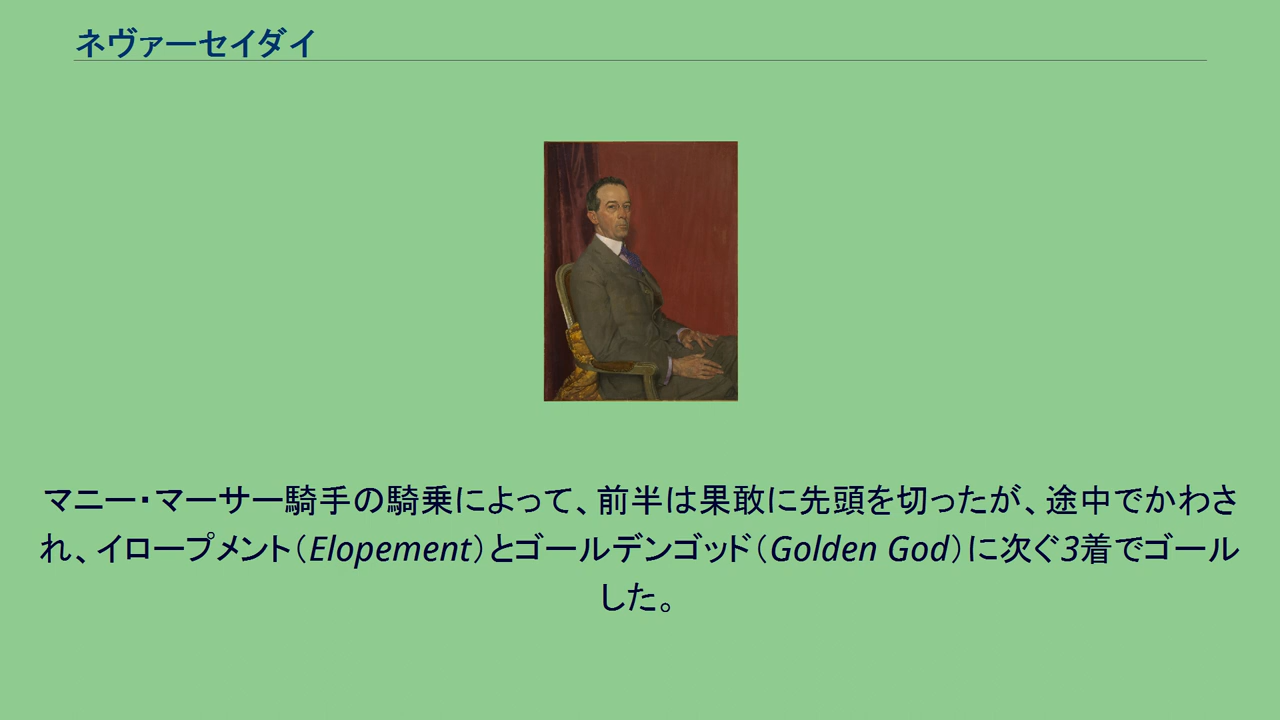 ネヴァーセイダイ
マニー・マーサー騎手の騎乗によって、前半は果敢に先頭を切ったが、途中でかわさ
れ、イロープメント（Elopement）とゴールデンゴッド（Golden God）に次ぐ3着でゴール
した。